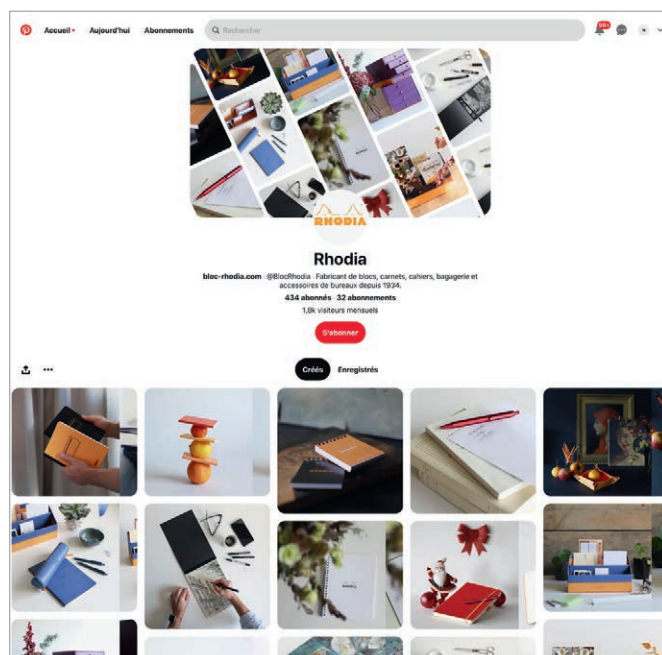 Accueil
Aujourd'hui
Abonnements
Rechercher
99+
RHODIA
Rhodia
bloc-rhodia.com · @BlocRhodia · Fabricant de blocs, carnets, cahiers, bagagerie et
accessoires de bureaux depuis 1934.
434 abonnés · 32 abonnements
1,8k visiteurs mensuels
S'abonner
Créés
Enregistrés